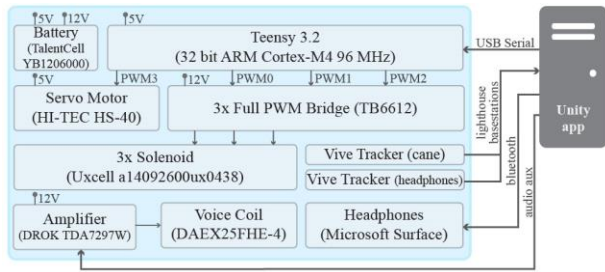 5V 12V 5V
Battery
(TalentCell
YB1206000)
Teensy 3.2
(32 bit ARM Cortex-M4 96 MHz)
USB Serial
5V PWM3 12V PWM0 PWM1 PWM2
Servo Motor
(HI-TEC HS-40)
3x Full PWM Bridge (TB6612)
Unity
app
lighthouse
basestations
bluetooth
audio aux
3x Solenoid
(Uxcell a14092600ux0438)
Vive Tracker (cane)
Vive Tracker (headphones)
12V
Amplifier
(DROK TDA7297W)
Voice Coil
(DAEX25FHE-4)
Headphones
(Microsoft Surface)